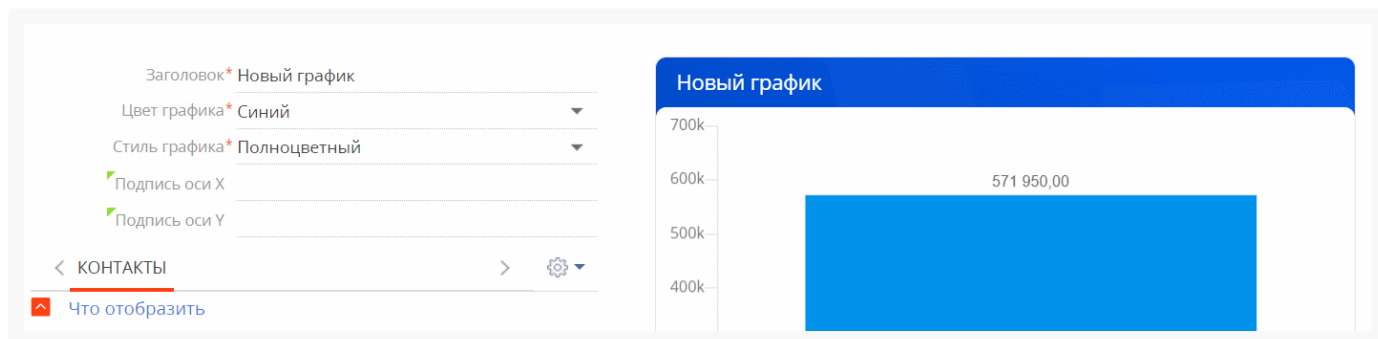 Заголовок* Новый график
Цвет графика* Синий
Стиль графика* Полноцветный
Подпись оси X
Подпись оси Y
КОНТАКТЫ
Что отобразить
Новый график
700k
600k
571 950,00
500k
400k